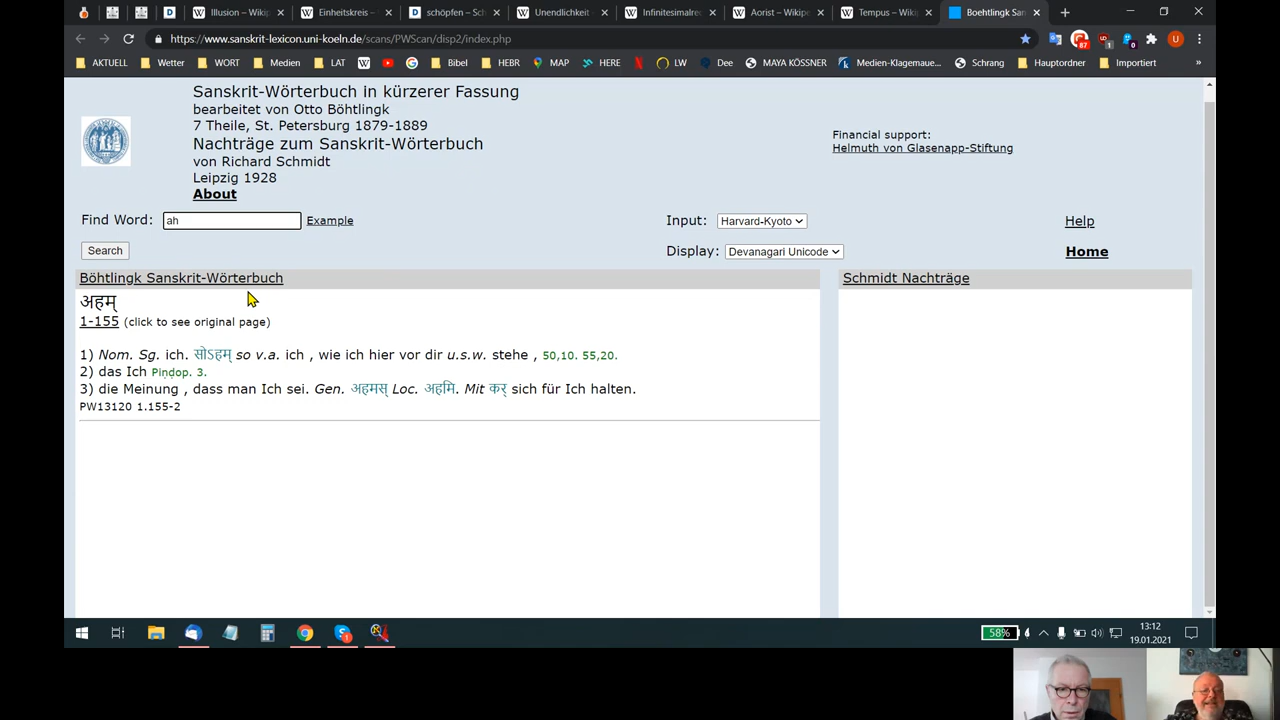 Illusion – Wikip
Einheitskreis –
schöpfen – Sch
Unendlichkeit
Infinitesimalre
Aorist – Wikipe
Tempus – Wiki
Boehtlingk San
https://www.sanskrit-lexicon.uni-koeln.de/scans/PWScan/disp2/index.php
AKTUELL
Wetter
WORT
Medien
LAT
Bibel
HEBR
MAP
HERE
LW
Dee
MAYA KÖSSNER
Medien-Klagemaue...
Schrang
Hauptordner
Importiert
»
Sanskrit-Wörterbuch in kürzerer Fassung
bearbeitet von Otto Böhtlingk
7 Theile, St. Petersburg 1879-1889
Nachträge zum Sanskrit-Wörterbuch
von Richard Schmidt
Leipzig 1928
About
Financial support:
Helmuth von Glasenapp-Stiftung
Find Word: ah Example
Input: Harvard-Kyoto
Help
Search
Display: Devanagari Unicode
Home
Böhtlingk Sanskrit-Wörterbuch
Schmidt Nachträge
अहम्
1-155 (click to see original page)
1) Nom. Sg. ich. सोऽहम् so v.a. ich , wie ich hier vor dir u.s.w. stehe , 50,10. 55,20.
2) das Ich Piṇḍop. 3.
3) die Meinung , dass man Ich sei. Gen. अहमस् Loc. अहमि. Mit कर् sich für Ich halten.
PW13120 1.155-2
58%
13:12
19.01.2021